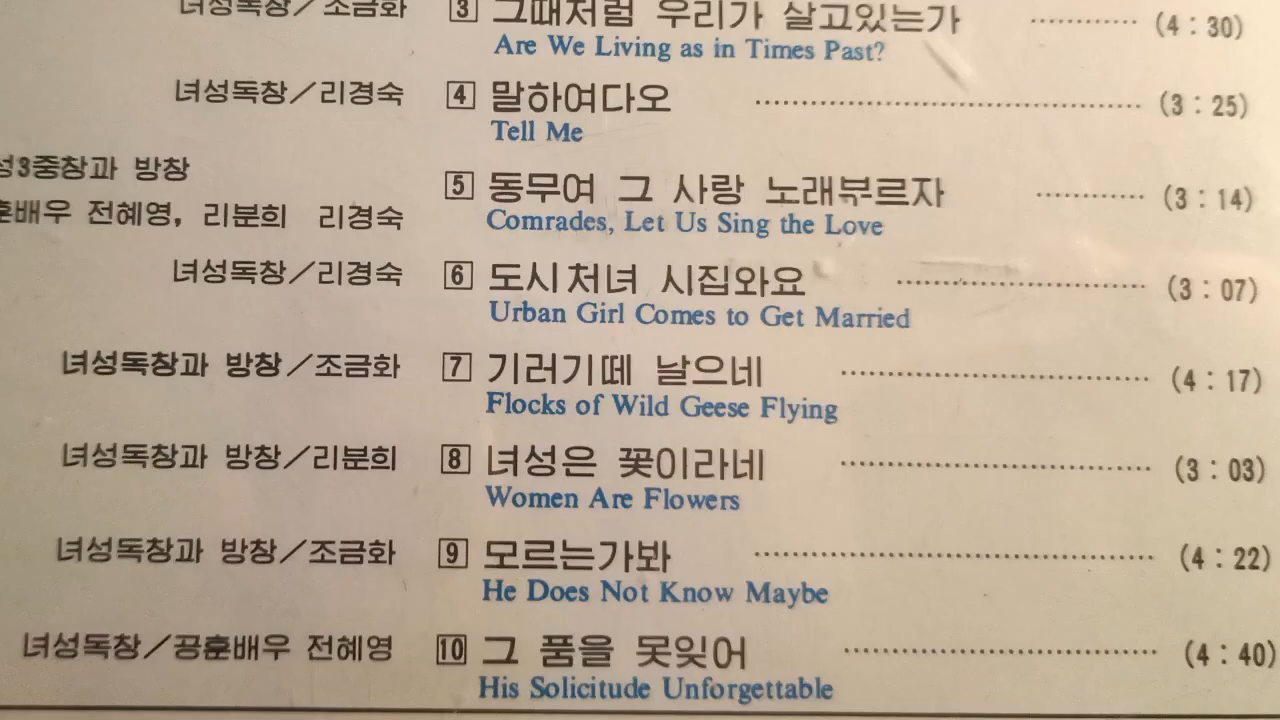 녀성독창／조금화 3 그때처럼 우리가 살고있는가 ············ (4 : 30)
Are We Living as in Times Past?
녀성독창／리경숙 4 말하여다오 ············ (3 : 25)
Tell Me
성3중창과 방창
훈배우 전혜영, 리분희 리경숙 5 동무여 그 사랑 노래부르자 ············ (3 : 14)
Comrades, Let Us Sing the Love
녀성독창／리경숙 6 도시처녀 시집와요 ············ (3 : 07)
Urban Girl Comes to Get Married
녀성독창과 방창／조금화 7 기러기떼 날으네 ············ (4 : 17)
Flocks of Wild Geese Flying
녀성독창과 방창／리분희 8 녀성은 꽃이라네 ············ (3 : 03)
Women Are Flowers
녀성독창과 방창／조금화 9 모르는가봐 ············ (4 : 22)
He Does Not Know Maybe
녀성독창／공훈배우 전혜영 10 그 품을 못잊어 ············ (4 : 40)
His Solicitude Unforgettable